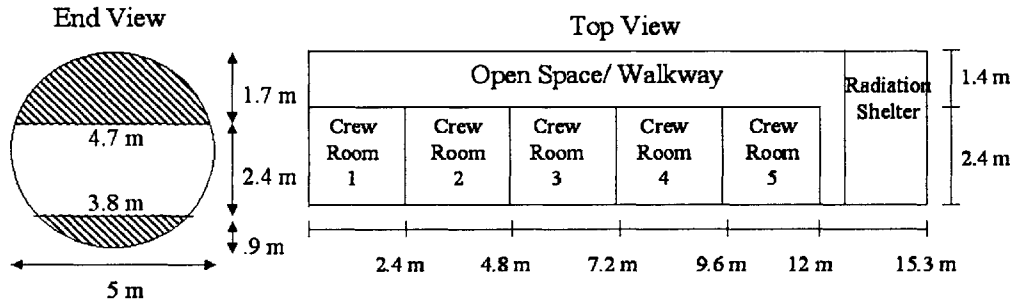 End View
1.7 m
4.7 m
2.4 m
3.8 m
.9 m
5 m
Top View
Open Space/ Walkway
Radiation
Shelter
1.4 m
2.4 m
Crew
Room
1
Crew
Room
2
Crew
Room
3
Crew
Room
4
Crew
Room
5
2.4 m
4.8 m
7.2 m
9.6 m
12 m
15.3 m